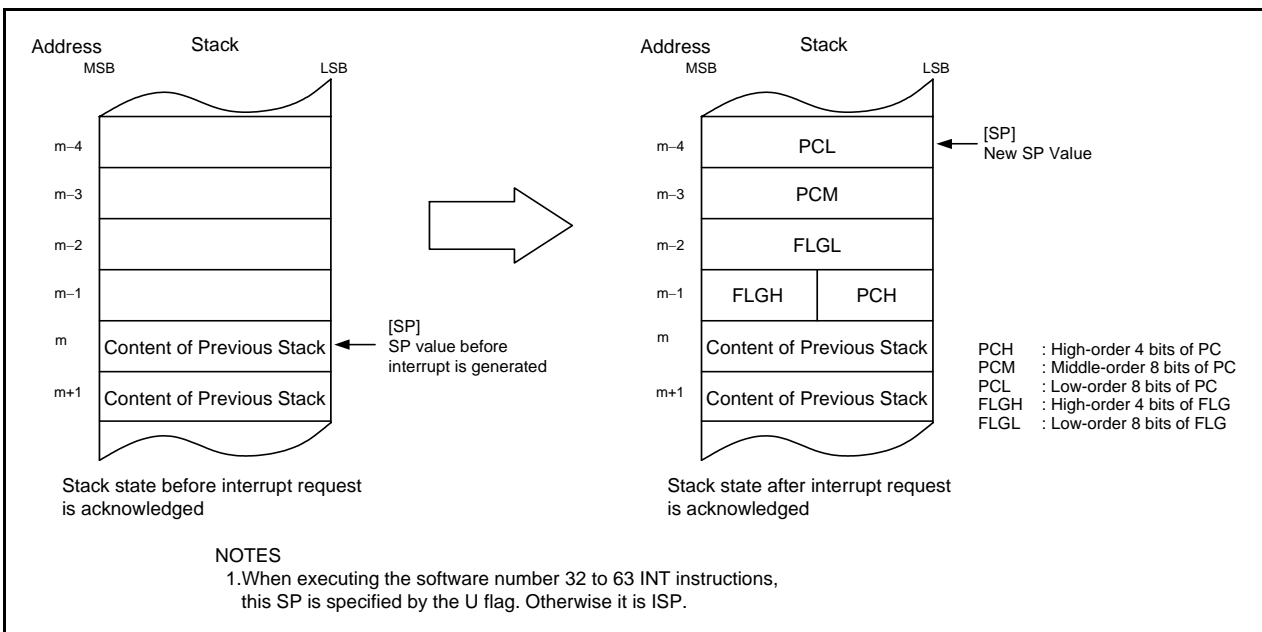 Address Stack
MSB LSB
m−4
m−3
m−2
m−1
m Content of Previous Stack
m+1 Content of Previous Stack
[SP]
SP value before
interrupt is generated
Stack state before interrupt request
is acknowledged
Address Stack
MSB LSB
m−4 PCL
m−3 PCM
m−2 FLGL
m−1 FLGH PCH
m Content of Previous Stack
m+1 Content of Previous Stack
[SP]
New SP Value
PCH : High-order 4 bits of PC
PCM : Middle-order 8 bits of PC
PCL : Low-order 8 bits of PC
FLGH : High-order 4 bits of FLG
FLGL : Low-order 8 bits of FLG
Stack state after interrupt request
is acknowledged
NOTES
1.When executing the software number 32 to 63 INT instructions,
this SP is specified by the U flag. Otherwise it is ISP.